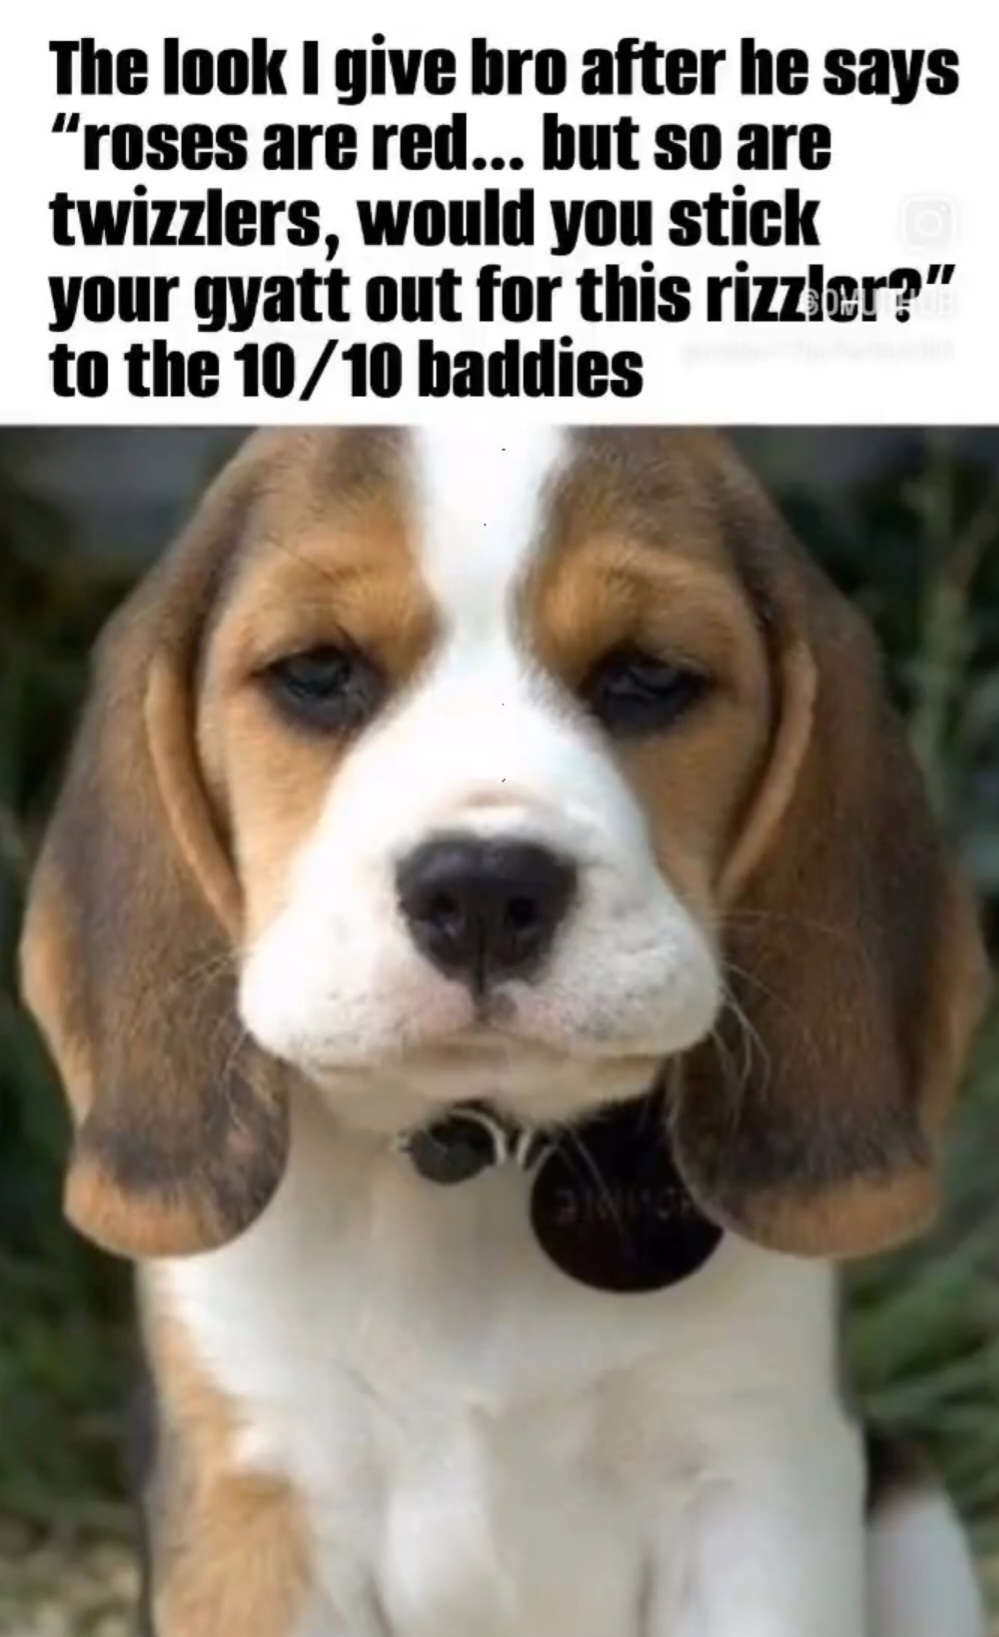 The look I give bro after he says
“roses are red... but so are
twizzlers, would you stick
your gyatt out for this rizzler?”
to the 10/10 baddies